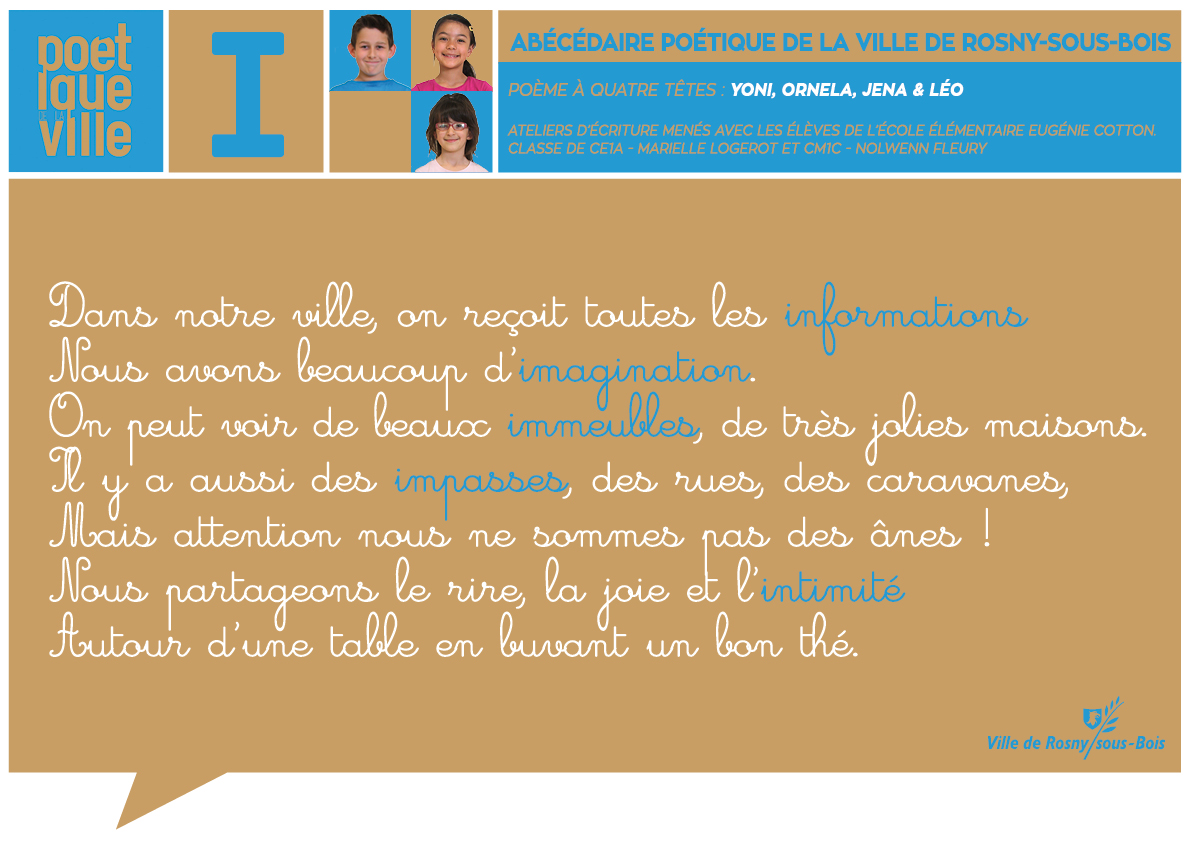 poet
ique
DE LA
ville
I
ABÉCÉDAIRE POÉTIQUE DE LA VILLE DE ROSNY-SOUS-BOIS
POÈME À QUATRE TÊTES : YONI, ORNELA, JENA & LÉO
ATELIERS D'ÉCRITURE MENÉS AVEC LES ÉLÈVES DE L'ÉCOLE ÉLÉMENTAIRE EUGÉNIE COTTON.
CLASSE DE CE1A - MARIELLE LOGEROT ET CM1C - NOLWENN FLEURY
Dans notre ville, on reçoit toutes les informations
Nous avons beaucoup d'imagination.
On peut voir de beaux immeubles, de très jolies maisons.
Il y a aussi des impasses, des rues, des caravanes,
Mais attention nous ne sommes pas des ânes !
Nous partageons le rire, la joie et l'intimité
Autour d'une table en buvant un bon thé.
Ville de Rosny/sous-Bois